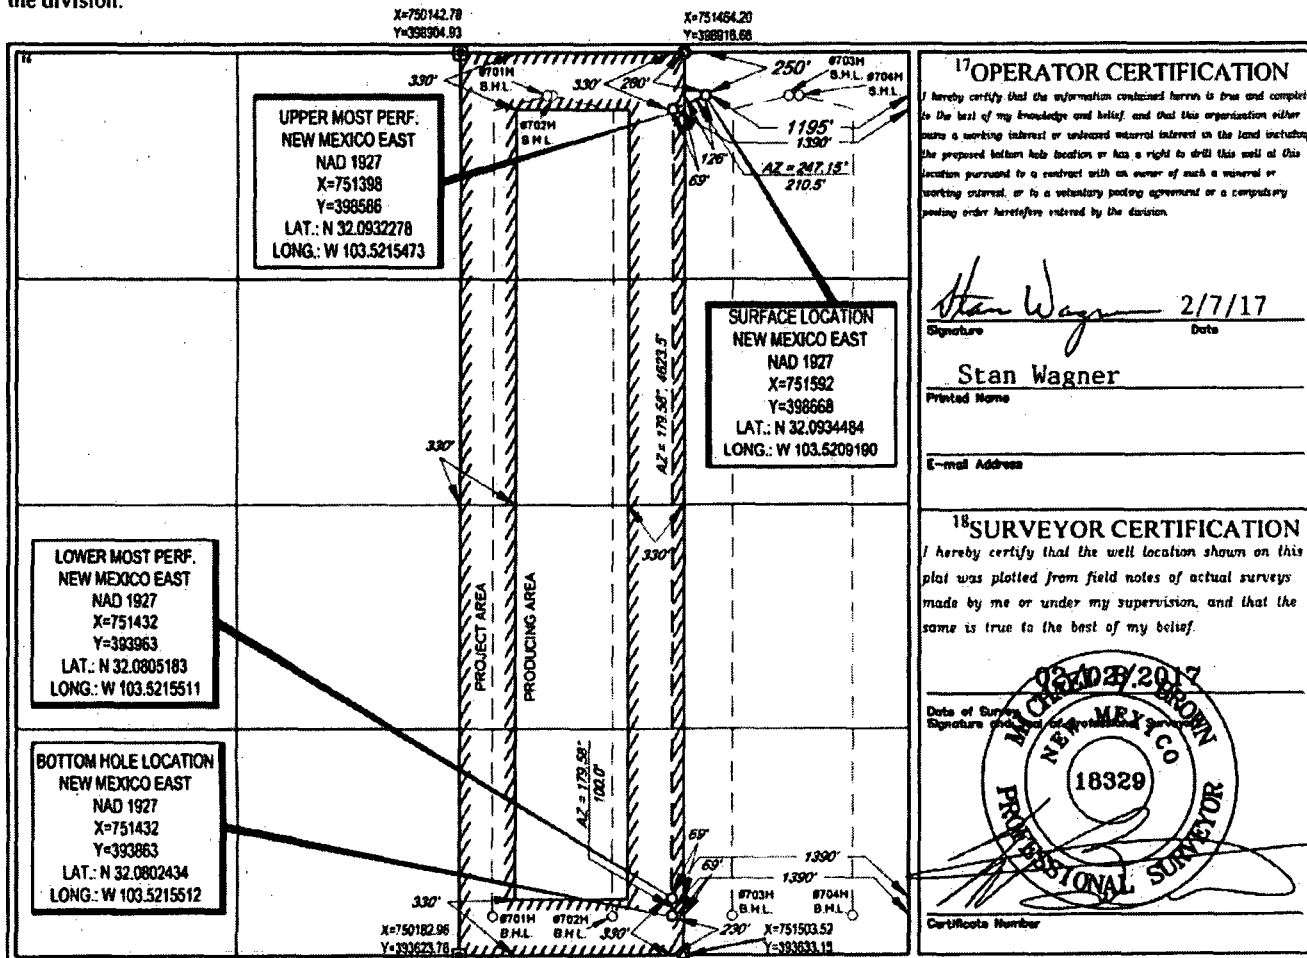 the division.
X=750142.78
Y=398904.93
X=751464.20
Y=398916.66
16
330'
#701H
S.H.L.
330'
280'
250'
#703H
S.H.L.
#704H
S.H.L.
#702H
S.H.L.
1195'
1390'
126'
69'
AZ = 247.15°
210.5'
UPPER MOST PERF.
NEW MEXICO EAST
NAD 1927
X=751398
Y=398586
LAT.: N 32.0932278
LONG.: W 103.5215473
SURFACE LOCATION
NEW MEXICO EAST
NAD 1927
X=751592
Y=398668
LAT.: N 32.0934484
LONG.: W 103.5209190
AZ = 179.58°, 4623.5'
330'
330'
PROJECT AREA
PRODUCING AREA
LOWER MOST PERF.
NEW MEXICO EAST
NAD 1927
X=751432
Y=393963
LAT.: N 32.0805183
LONG.: W 103.5215511
BOTTOM HOLE LOCATION
NEW MEXICO EAST
NAD 1927
X=751432
Y=393863
LAT.: N 32.0802434
LONG.: W 103.5215512
AZ = 179.58°
100.0'
69'
69'
1390'
1390'
330'
#701H
B.H.L.
#702H
B.H.L.
330'
230'
#703H
B.H.L.
#704H
B.H.L.
X=750182.96
Y=393623.78
X=751503.52
Y=393633.15
17 OPERATOR CERTIFICATION
I hereby certify that the information contained herein is true and complete
to the best of my knowledge and belief, and that this organization either
owns a working interest or unleased mineral interest in the land including
the proposed bottom hole location or has a right to drill this well at this
location pursuant to a contract with an owner of such a mineral or
working interest, or to a voluntary pooling agreement or a compulsory
pooling order heretofore entered by the division.
Stan Wagner 2/7/17
Signature Date
Stan Wagner
Printed Name
E-mail Address
18 SURVEYOR CERTIFICATION
I hereby certify that the well location shown on this
plat was plotted from field notes of actual surveys
made by me or under my supervision, and that the
same is true to the best of my belief.
Date of Survey
Signature and Seal of Professional Surveyor
BROWN
NEW MEXICO
18329
PROFESSIONAL SURVEYOR
Certificate Number